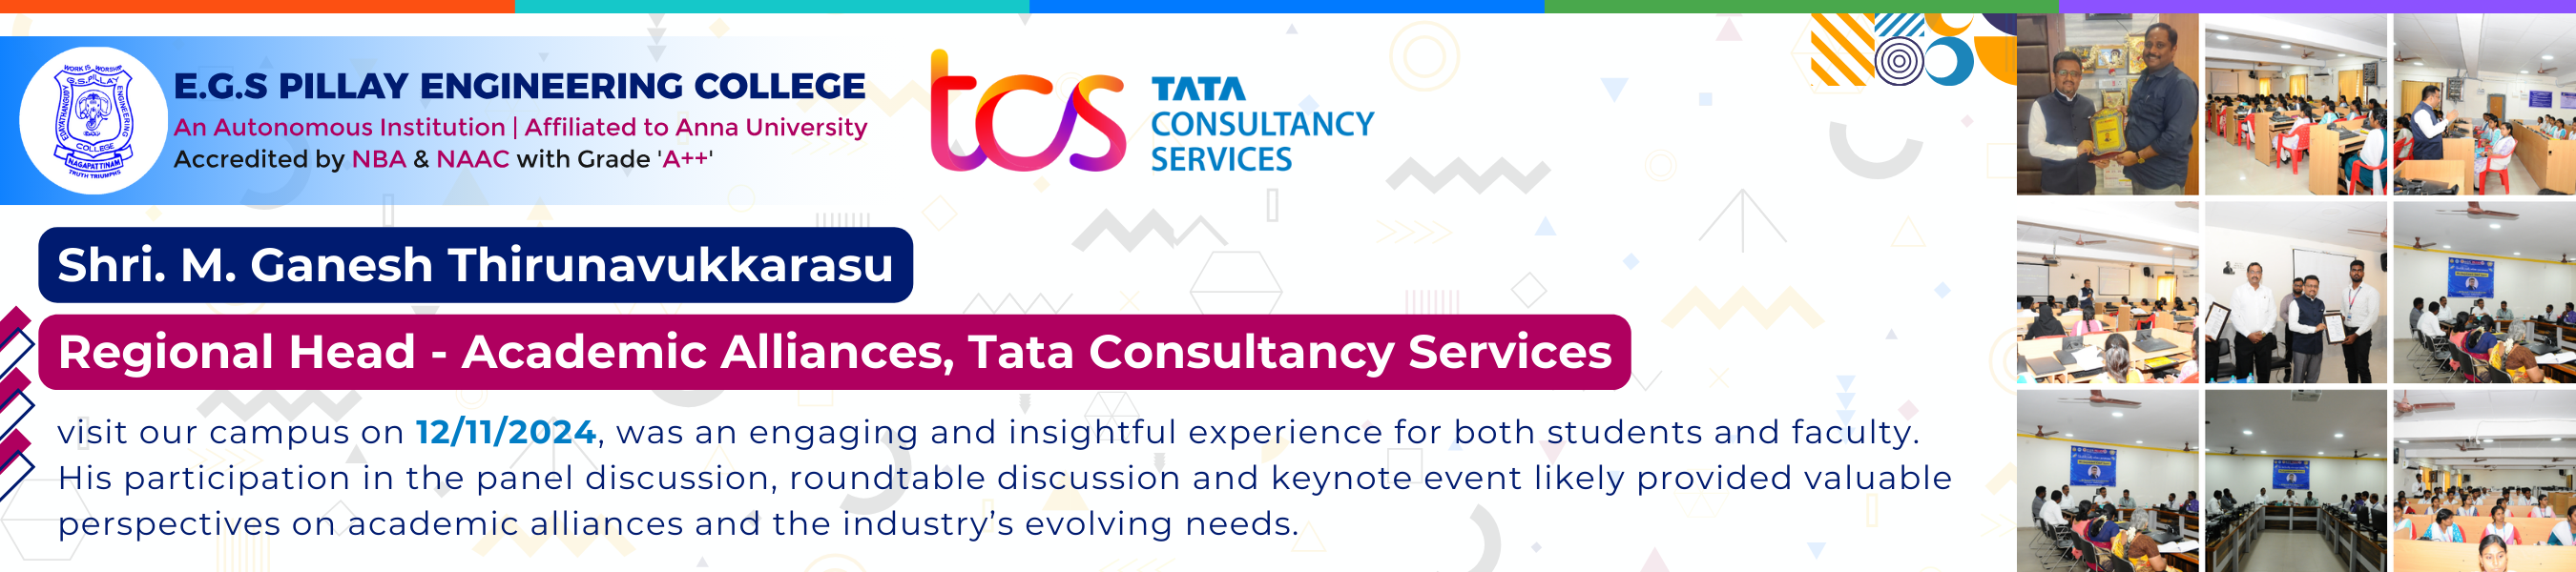 WORK IS WORSHIP
E.G.S. PILLAY
ENGINEERING
COLLEGE
NAGAPATTINAM
TRUTH TRIUMPHS
E.G.S PILLAY ENGINEERING COLLEGE
An Autonomous Institution | Affiliated to Anna University
Accredited by NBA & NAAC with Grade 'A++'
tcs
TATA
CONSULTANCY
SERVICES
Shri. M. Ganesh Thirunavukkarasu
Regional Head - Academic Alliances, Tata Consultancy Services
visit our campus on 12/11/2024, was an engaging and insightful experience for both students and faculty.
His participation in the panel discussion, roundtable discussion and keynote event likely provided valuable
perspectives on academic alliances and the industry’s evolving needs.